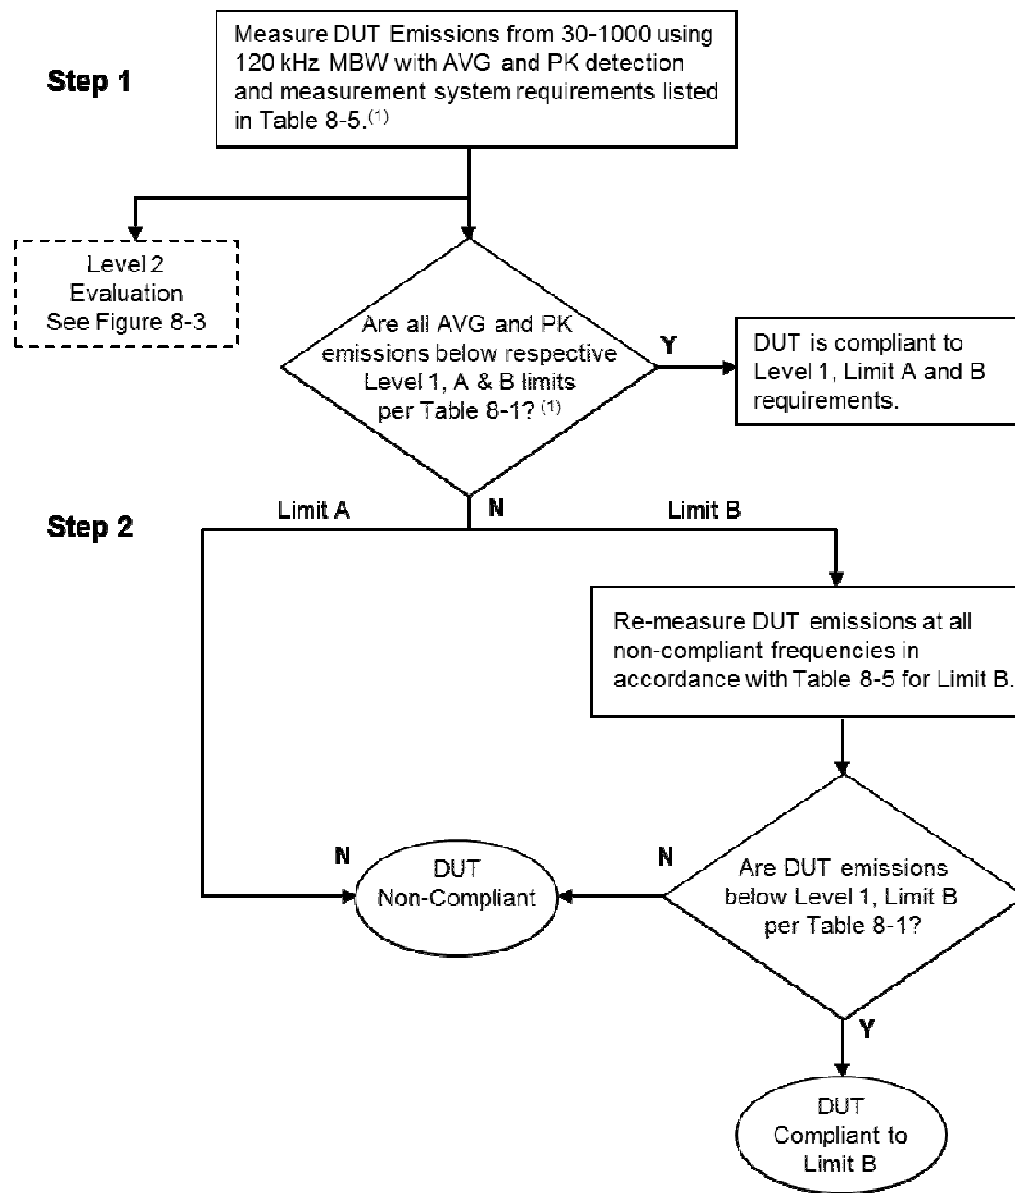 Measure DUT Emissions from 30-1000 using
120 kHz MBW with AVG and PK detection
and measurement system requirements listed
in Table 8-5.(1)
Step 1
Level 2
Evaluation
See Figure 8-3
Are all AVG and PK
emissions below respective
Level 1, A & B limits
per Table 8-1? (1)
Y
DUT is compliant to
Level 1, Limit A and B
requirements.
N
Limit A
Limit B
Step 2
Re-measure DUT emissions at all
non-compliant frequencies in
accordance with Table 8-5 for Limit B.
N
DUT
Non-Compliant
N
Are DUT emissions
below Level 1, Limit B
per Table 8-1?
Y
DUT
Compliant to
Limit B